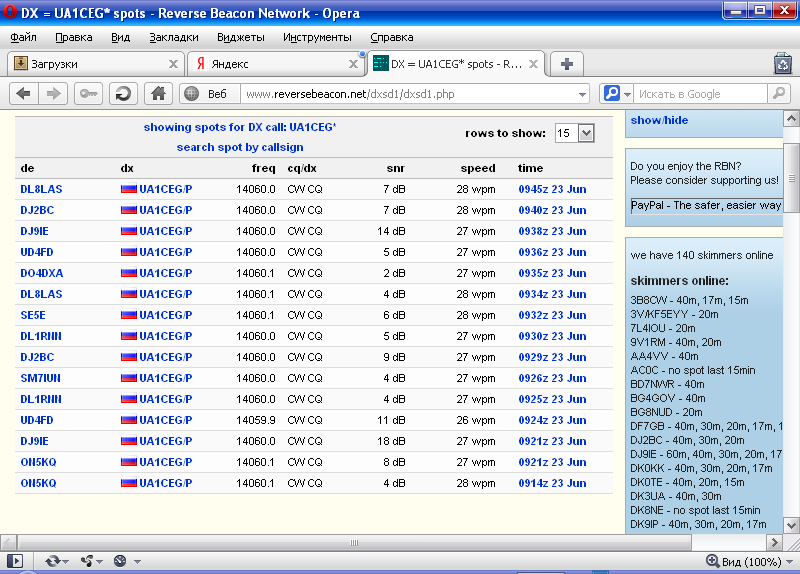 DX = UA1CEG* spots - Reverse Beacon Network - Opera
Файл Правка Вид Закладки Виджеты Инструменты Справка
Загрузки Яндекс DX = UA1CEG* spots - R...
Веб www.reversebeacon.net/dxsd1/dxsd1.php Искать в Google
showing spots for DX call: UA1CEG*
search spot by callsign
rows to show: 15
de dx freq cq/dx snr speed time
DL8LAS UA1CEG/P 14060.0 CW CQ 7 dB 28 wpm 0945z 23 Jun
DJ2BC UA1CEG/P 14060.0 CW CQ 7 dB 28 wpm 0940z 23 Jun
DJ9IE UA1CEG/P 14060.0 CW CQ 14 dB 27 wpm 0938z 23 Jun
UD4FD UA1CEG/P 14060.0 CW CQ 5 dB 27 wpm 0936z 23 Jun
DO4DXA UA1CEG/P 14060.1 CW CQ 2 dB 27 wpm 0935z 23 Jun
DL8LAS UA1CEG/P 14060.1 CW CQ 4 dB 28 wpm 0934z 23 Jun
SE5E UA1CEG/P 14060.1 CW CQ 6 dB 28 wpm 0932z 23 Jun
DL1RNN UA1CEG/P 14060.1 CW CQ 5 dB 27 wpm 0930z 23 Jun
DJ2BC UA1CEG/P 14060.0 CW CQ 9 dB 27 wpm 0929z 23 Jun
SM7IUN UA1CEG/P 14060.1 CW CQ 4 dB 27 wpm 0926z 23 Jun
DL1RNN UA1CEG/P 14060.1 CW CQ 4 dB 27 wpm 0925z 23 Jun
UD4FD UA1CEG/P 14059.9 CW CQ 11 dB 26 wpm 0924z 23 Jun
DJ9IE UA1CEG/P 14060.0 CW CQ 18 dB 27 wpm 0921z 23 Jun
ON5KQ UA1CEG/P 14060.1 CW CQ 8 dB 27 wpm 0921z 23 Jun
ON5KQ UA1CEG/P 14060.1 CW CQ 4 dB 28 wpm 0914z 23 Jun
show/hide
Do you enjoy the RBN?
Please consider supporting us!
PayPal - The safer, easier way
we have 140 skimmers online
skimmers online:
3B8CW - 40m, 17m, 15m
3V/KF5EYY - 20m
7L4IOU - 20m
9V1RM - 40m, 20m
AA4VV - 40m
AC0C - no spot last 15min
BD7NWR - 40m
BG4GOV - 40m
BG8NUD - 20m
DF7GB - 40m, 30m, 20m, 17m, 1
DJ2BC - 40m, 30m, 20m
DJ9IE - 60m, 40m, 30m, 20m, 17
DK0KK - 40m, 30m, 20m, 17m
DK0TE - 40m, 20m, 15m
DK3UA - 40m, 30m
DK8NE - no spot last 15min
DK9IP - 40m, 30m, 20m, 17m
Вид (100%)